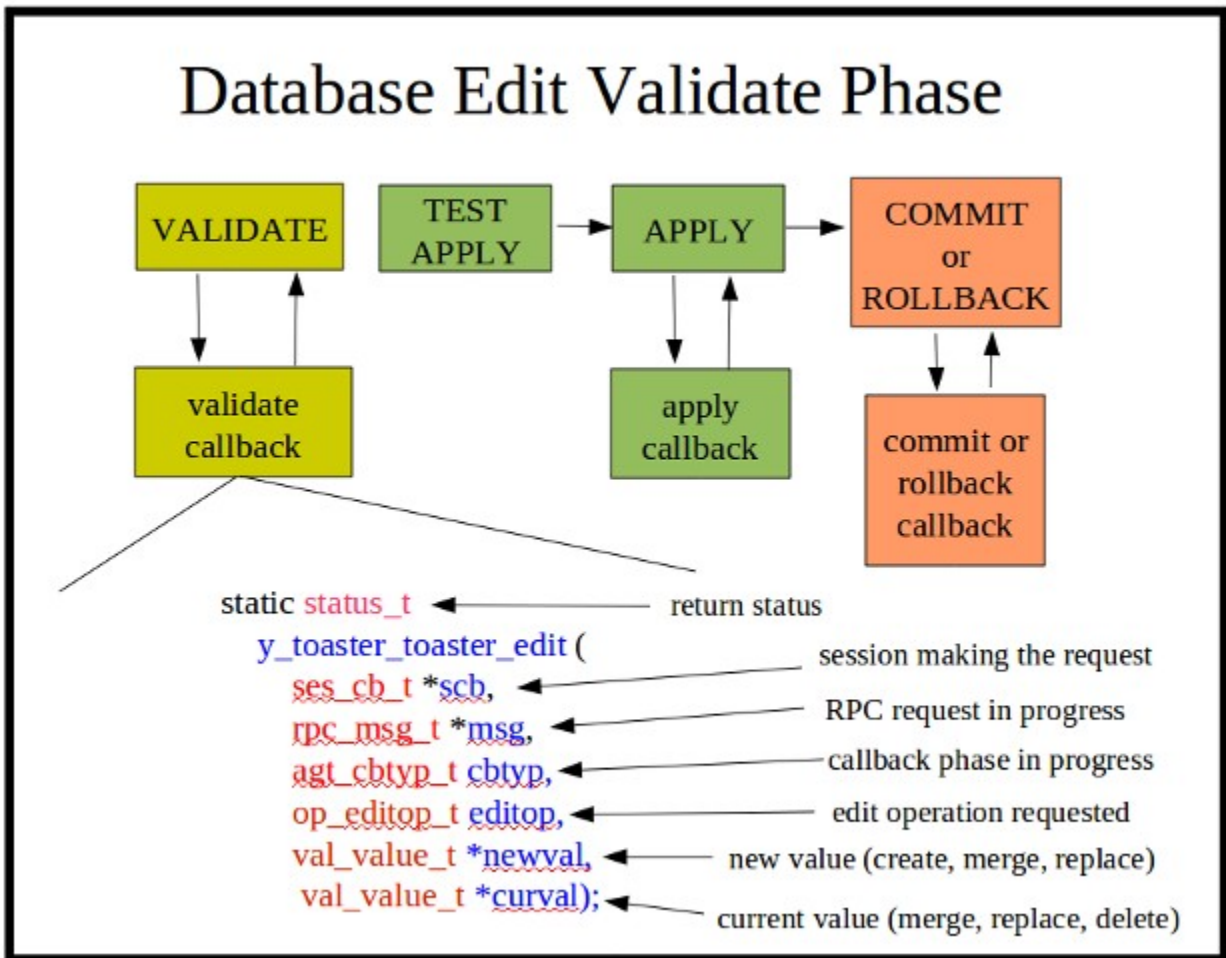 Database Edit Validate Phase
VALIDATE
TEST
APPLY
APPLY
COMMIT
or
ROLLBACK
validate
callback
apply
callback
commit or
rollback
callback
static status_t
return status
y_toaster_toaster_edit (
session making the request
ses_cb_t *scb,
RPC request in progress
rpc_msg_t *msg,
callback phase in progress
agt_cbtyp_t cbtyp,
edit operation requested
op_editop_t editop,
new value (create, merge, replace)
val_value_t *newval,
val_value_t *curval);
current value (merge, replace, delete)